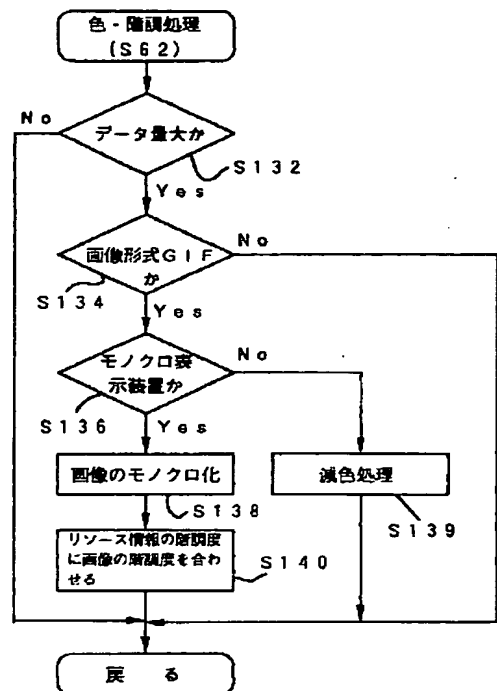 色・階調処理
(S62)
No
データ量大か
S132
Yes
No
画像形式GIF
か
S134
Yes
No
モノクロ表
示装置か
S136
Yes
画像のモノクロ化
減色処理
S138
S139
リソース情報の階調度
に画像の階調度を合わ
せる
S140
戻る